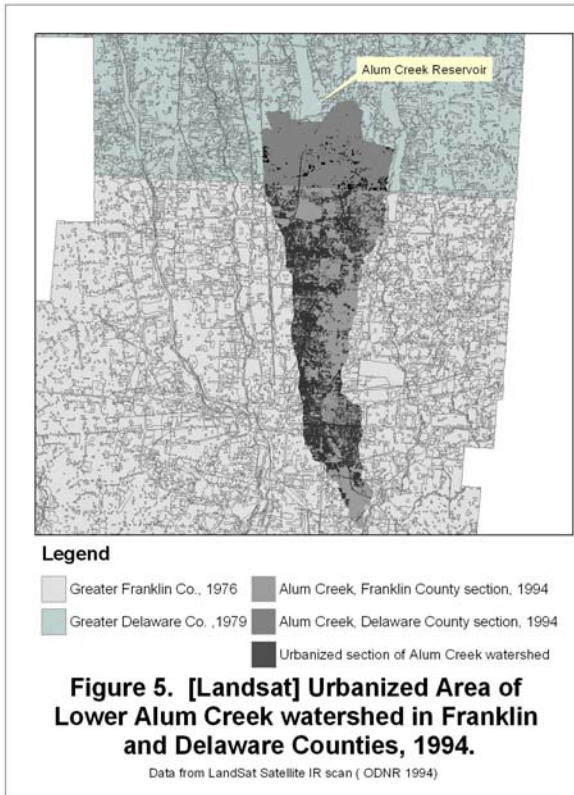 Alum Creek Reservoir
Legend
Greater Franklin Co., 1976
Alum Creek, Franklin County section, 1994
Greater Delaware Co. ,1979
Alum Creek, Delaware County section, 1994
Urbanized section of Alum Creek watershed
Figure 5. [Landsat] Urbanized Area of
Lower Alum Creek watershed in Franklin
and Delaware Counties, 1994.
Data from LandSat Satellite IR scan ( ODNR 1994)